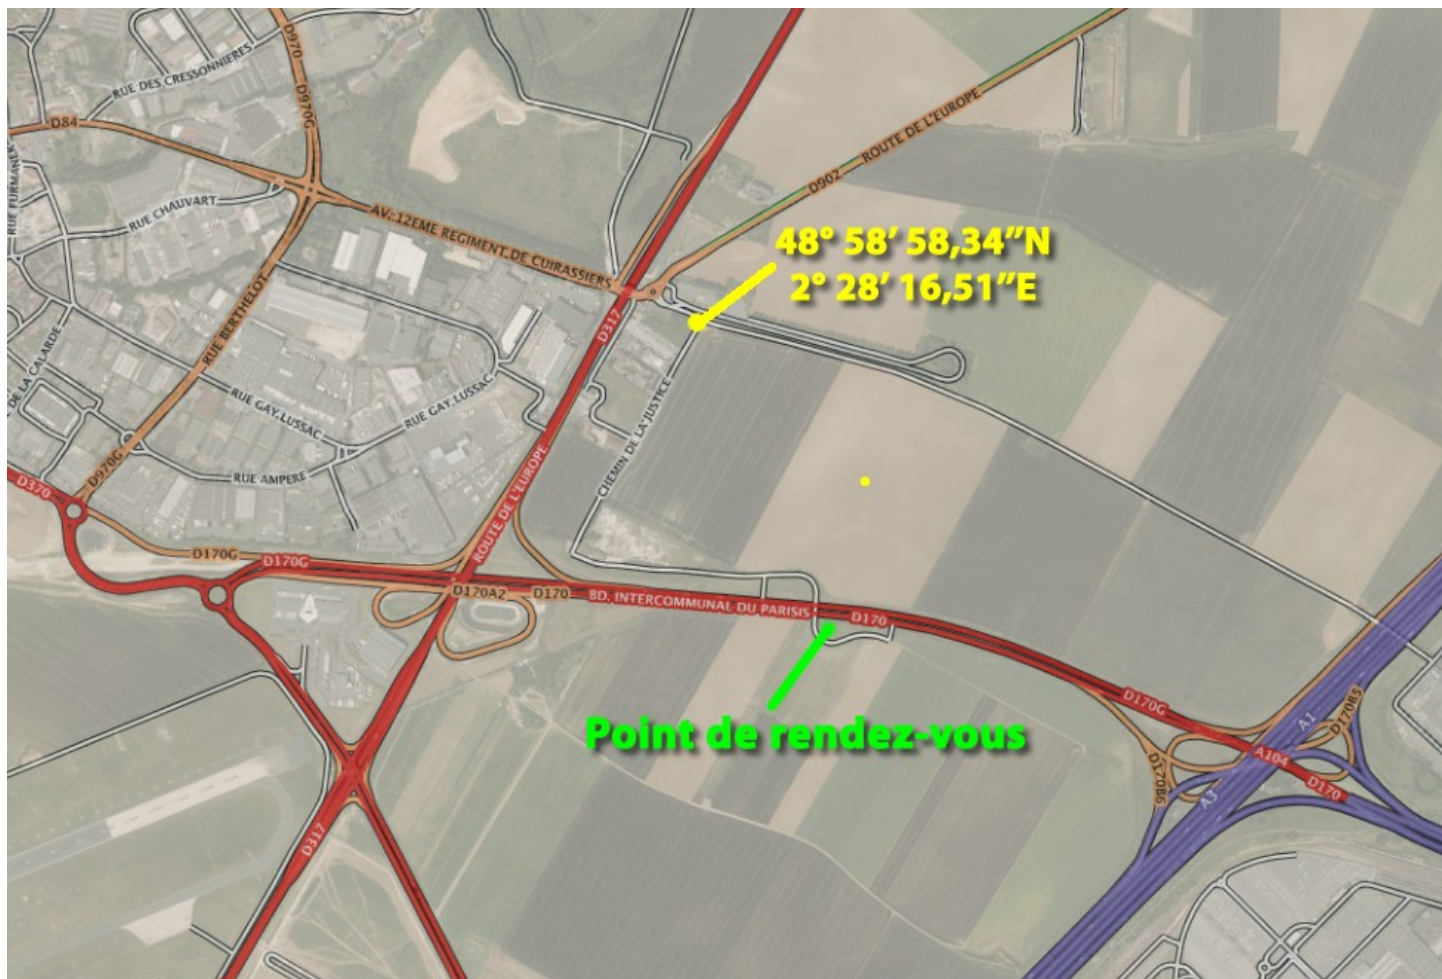 D970
RUE DES CRESSONNIERES
D970G
D84
ROUTE DE L'EUROPE
D902
RUE CHAUVART
AV. 12EME REGIMENT DE CUIRASSIERS
48° 58’ 58,34”N
2° 28’ 16,51”E
D317
RUE BERTHELOT
DE LA CALARDE
RUE GAY LUSSAC
RUE GAY LUSSAC
CHEMIN DE LA JUSTICE
D970G
RUE AMPERE
D370
ROUTE DE L'EUROPE
D170G
D170G
D170A2
D170
BD. INTERCOMMUNAL DU PARISIS
D170
Point de rendez-vous
D170G
D170B5
A1
A104
D170B6
D170
A3
D317